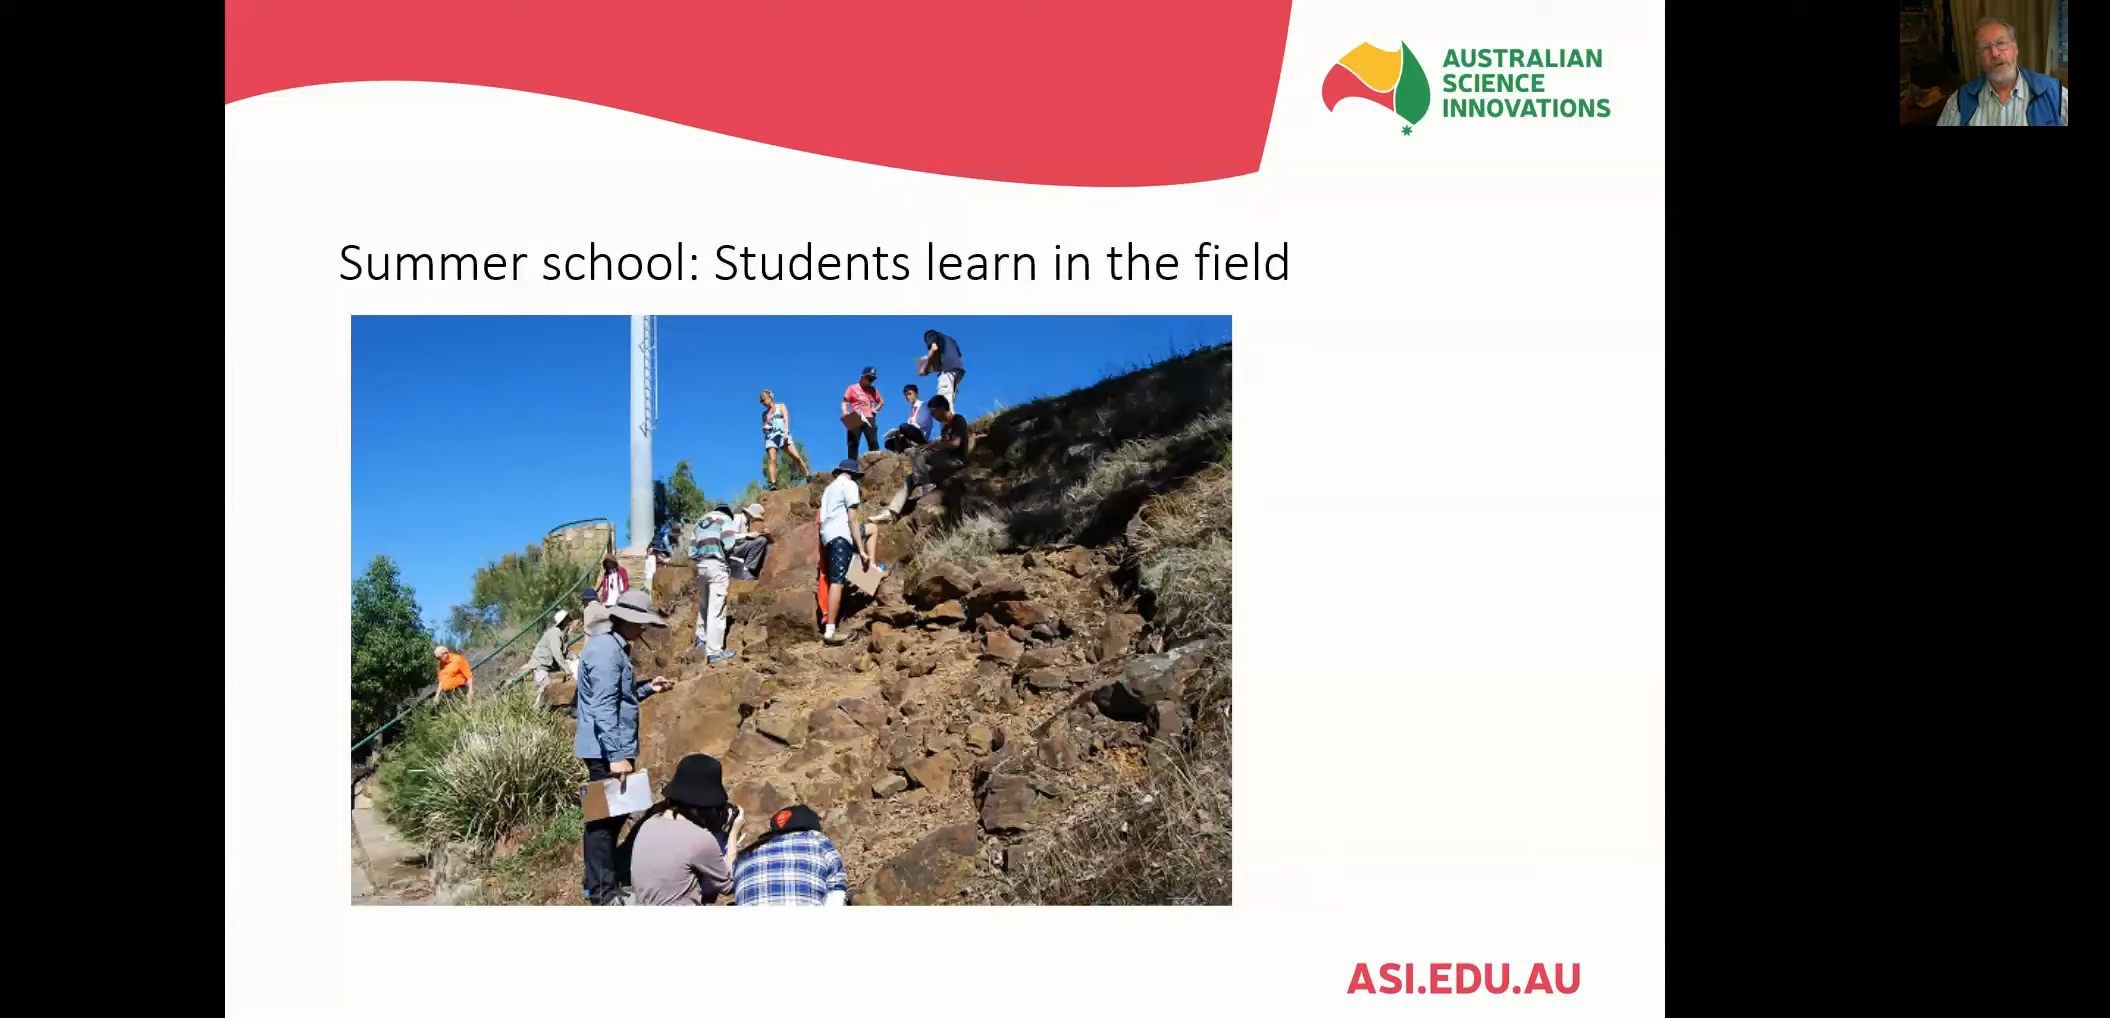 AUSTRALIAN
SCIENCE
INNOVATIONS
Summer school: Students learn in the field
ASI.EDU.AU